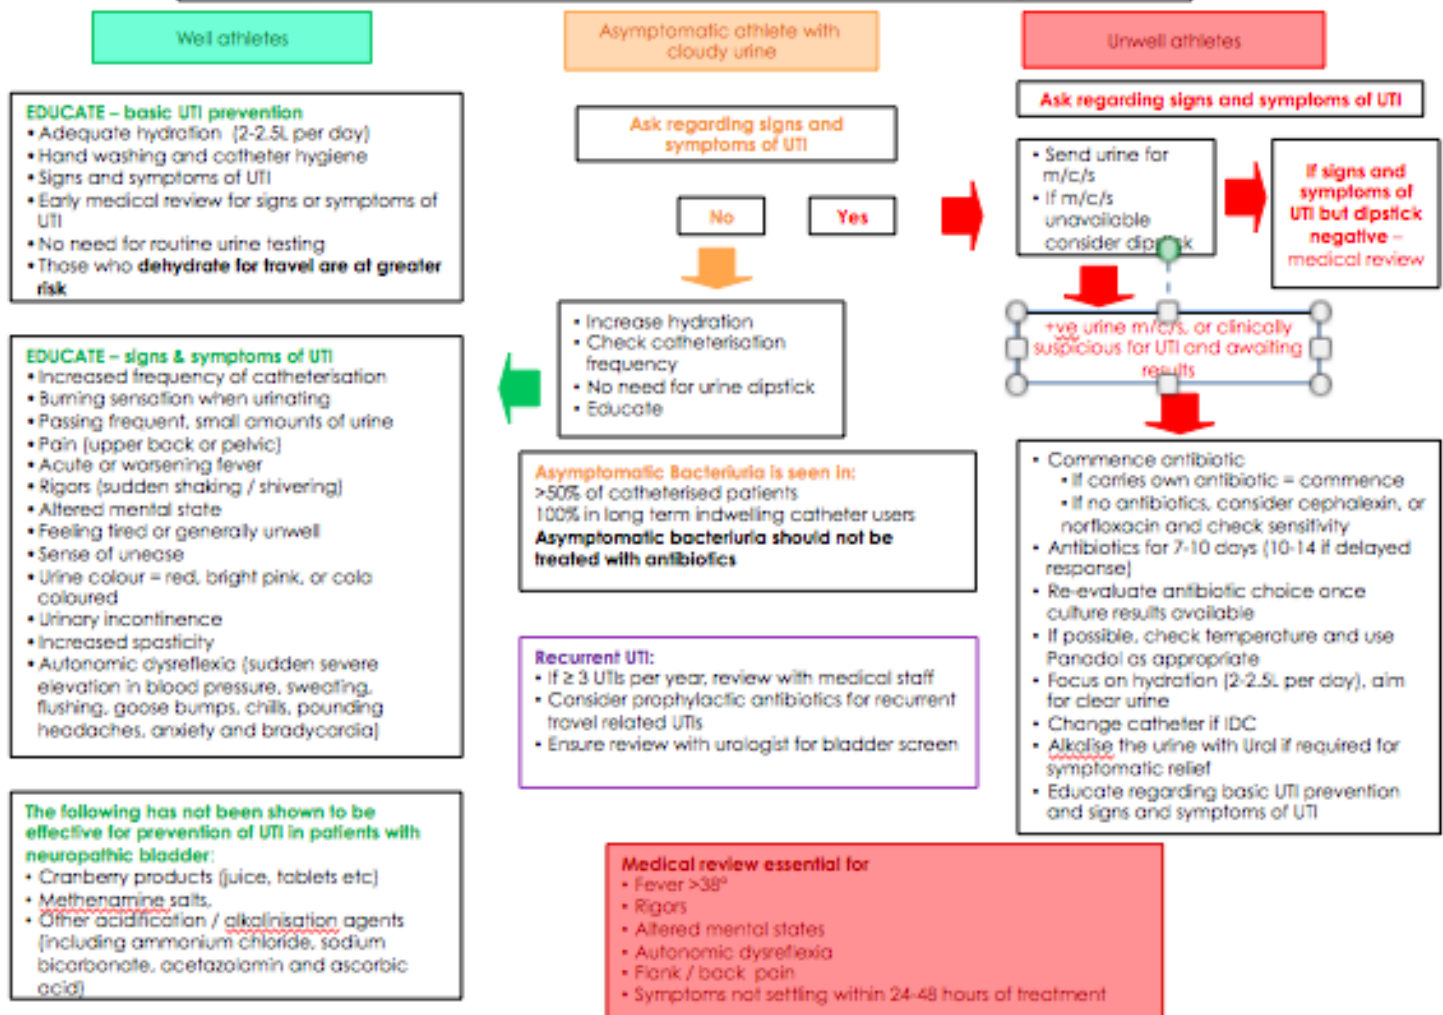 Well athletes
EDUCATE – basic UTI prevention
• Adequate hydration (2-2.5L per day)
• Hand washing and catheter hygiene
• Signs and symptoms of UTI
• Early medical review for signs or symptoms of
UTI
• No need for routine urine testing
• Those who dehydrate for travel are at greater
risk
EDUCATE – signs & symptoms of UTI
• Increased frequency of catheterisation
• Burning sensation when urinating
• Passing frequent, small amounts of urine
• Pain (upper back or pelvic)
• Acute or worsening fever
• Rigors (sudden shaking / shivering)
• Altered mental state
• Feeling tired or generally unwell
• Sense of unease
• Urine colour = red, bright pink, or cola
coloured
• Urinary incontinence
• Increased spasticity
• Autonomic dysreflexia (sudden severe
elevation in blood pressure, sweating,
flushing, goose bumps, chills, pounding
headaches, anxiety and bradycardia)
The following has not been shown to be
effective for prevention of UTI in patients with
neuropathic bladder:
• Cranberry products (juice, tablets etc)
• Methenamine salts,
• Other acidification / alkalinisation agents
(including ammonium chloride, sodium
bicarbonate, acetazolamin and ascorbic
acid)
Asymptomatic athlete with
cloudy urine
Ask regarding signs and
symptoms of UTI
No
Yes
• Increase hydration
• Check catheterisation
frequency
• No need for urine dipstick
• Educate
Asymptomatic Bacteriuria is seen in:
>50% of catheterised patients
100% in long term indwelling catheter users
Asymptomatic bacteriuria should not be
treated with antibiotics
Recurrent UTI:
• If ≥ 3 UTIs per year, review with medical staff
• Consider prophylactic antibiotics for recurrent
travel related UTIs
• Ensure review with urologist for bladder screen
Medical review essential for
• Fever >38°
• Rigors
• Altered mental states
• Autonomic dysreflexia
• Flank / back pain
• Symptoms not settling within 24-48 hours of treatment
Unwell athletes
Ask regarding signs and symptoms of UTI
• Send urine for
m/c/s
• If m/c/s
unavailable
consider dipstick
If signs and
symptoms of
UTI but dipstick
negative –
medical review
+ve urine m/c/s, or clinically
suspicious for UTI and awaiting
results
• Commence antibiotic
• If carries own antibiotic = commence
• If no antibiotics, consider cephalexin, or
norfloxacin and check sensitivity
• Antibiotics for 7-10 days (10-14 if delayed
response)
• Re-evaluate antibiotic choice once
culture results available
• If possible, check temperature and use
Panadol as appropriate
• Focus on hydration (2-2.5L per day), aim
for clear urine
• Change catheter if IDC
• Alkalise the urine with Ural if required for
symptomatic relief
• Educate regarding basic UTI prevention
and signs and symptoms of UTI